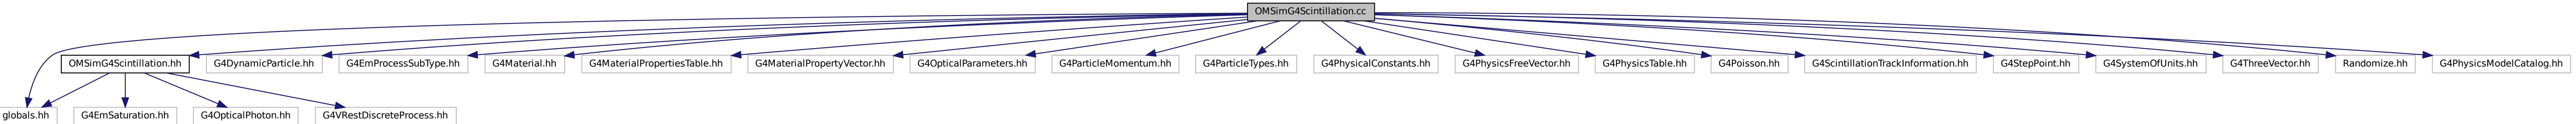 OMSimG4Scintillation.cc
OMSimG4Scintillation.hh
G4DynamicParticle.hh
G4EmProcessSubType.hh
G4Material.hh
G4MaterialPropertiesTable.hh
G4MaterialPropertyVector.hh
G4OpticalParameters.hh
G4ParticleMomentum.hh
G4ParticleTypes.hh
G4PhysicalConstants.hh
G4PhysicsFreeVector.hh
G4PhysicsTable.hh
G4Poisson.hh
G4ScintillationTrackInformation.hh
G4StepPoint.hh
G4SystemOfUnits.hh
G4ThreeVector.hh
Randomize.hh
G4PhysicsModelCatalog.hh
globals.hh
G4EmSaturation.hh
G4OpticalPhoton.hh
G4VRestDiscreteProcess.hh